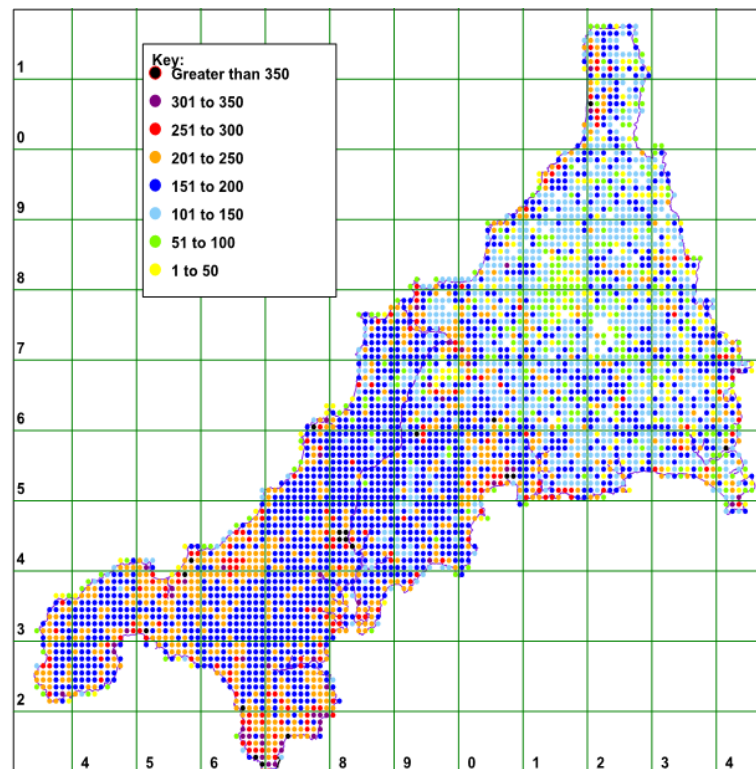 Key:
Greater than 350
301 to 350
251 to 300
201 to 250
151 to 200
101 to 150
51 to 100
1 to 50
1
0
9
8
7
6
5
4
3
2
4 5 6 8 9 0 1 2 3 4